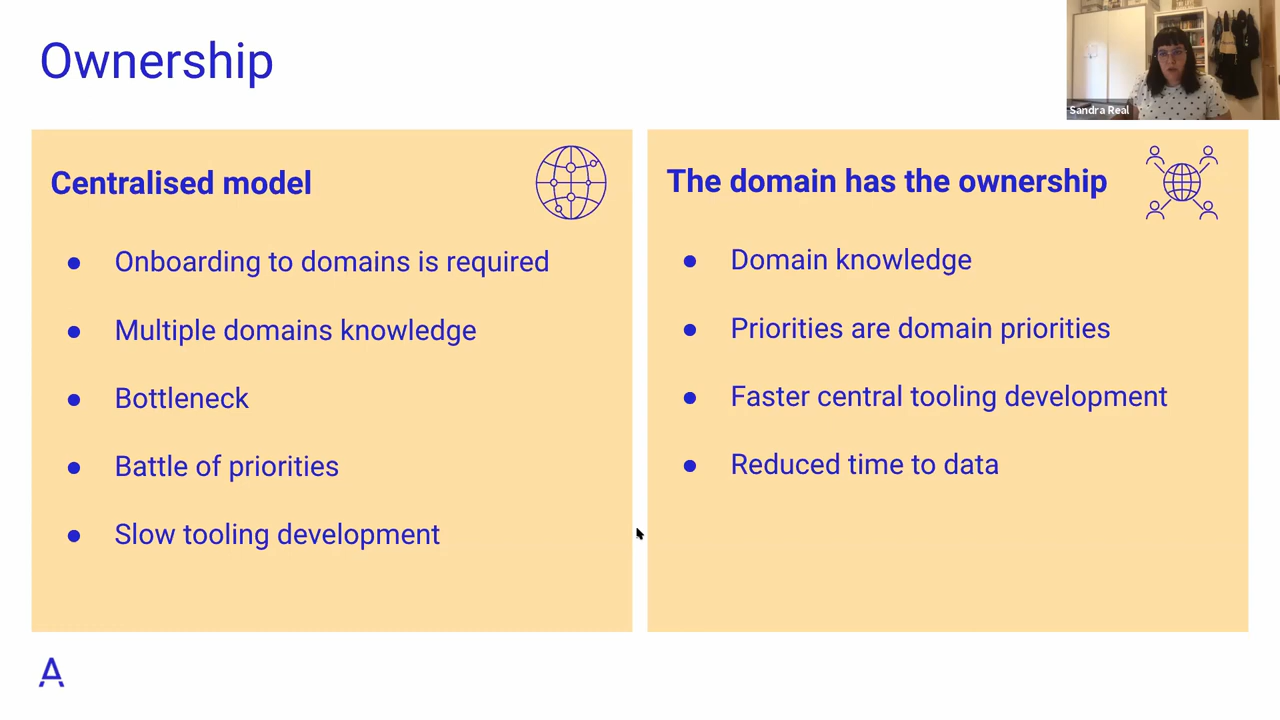 Ownership
Sandra Real
Centralised model
● Onboarding to domains is required
● Multiple domains knowledge
● Bottleneck
● Battle of priorities
● Slow tooling development
The domain has the ownership
● Domain knowledge
● Priorities are domain priorities
● Faster central tooling development
● Reduced time to data
A